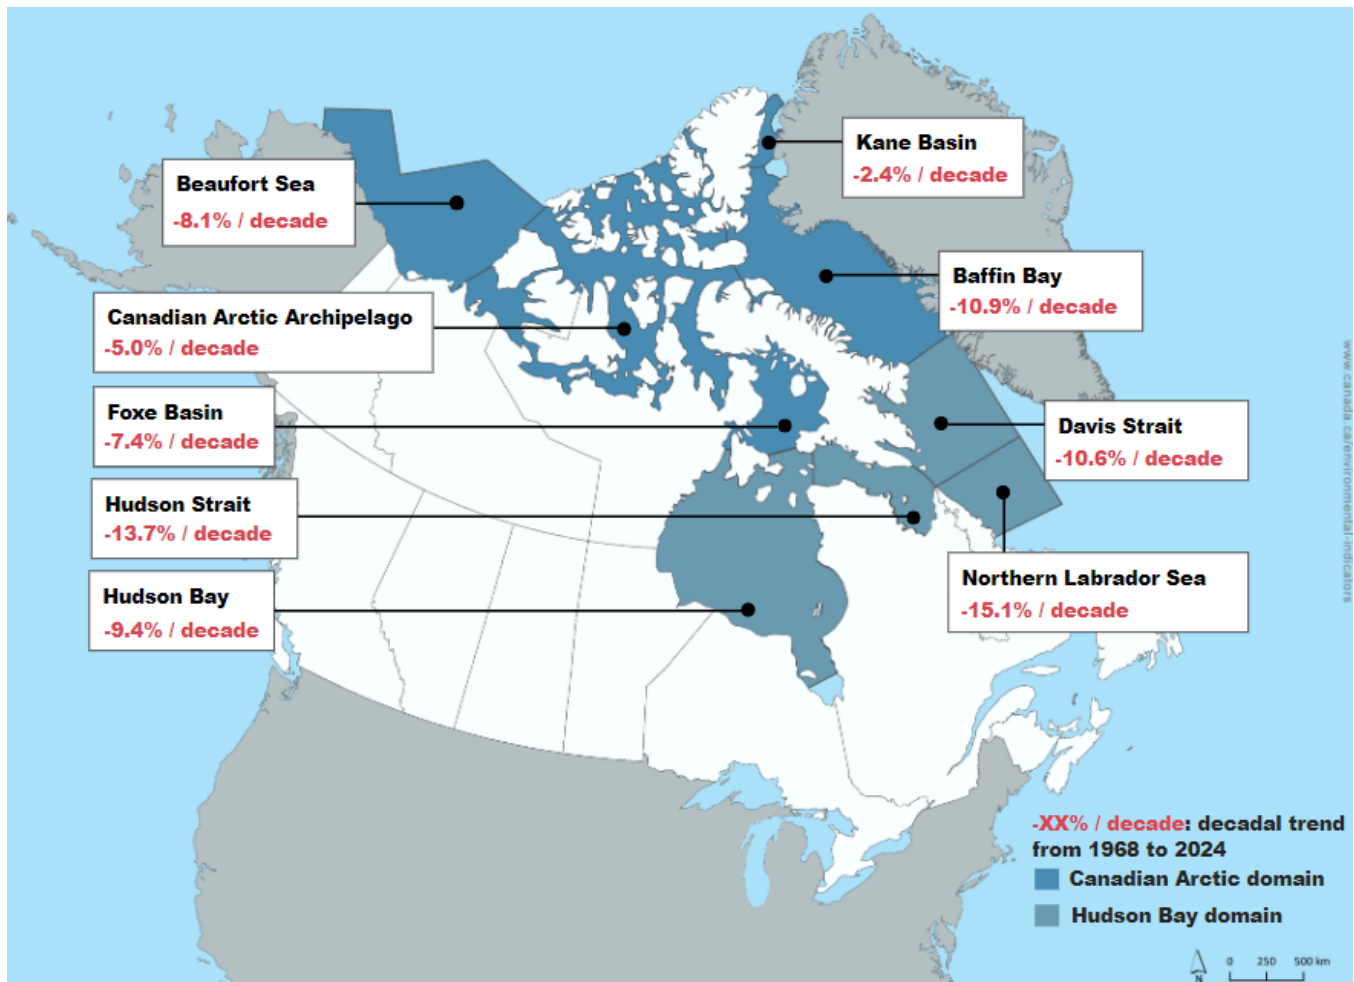 Kane Basin
-2.4% / decade
Beaufort Sea
-8.1% / decade
Baffin Bay
-10.9% / decade
Canadian Arctic Archipelago
-5.0% / decade
Foxe Basin
-7.4% / decade
Davis Strait
-10.6% / decade
Hudson Strait
-13.7% / decade
Northern Labrador Sea
-15.1% / decade
Hudson Bay
-9.4% / decade
www.canada.ca/environmental-indicators
-XX% / decade: decadal trend
from 1968 to 2024
Canadian Arctic domain
Hudson Bay domain
N
0 250 500 km